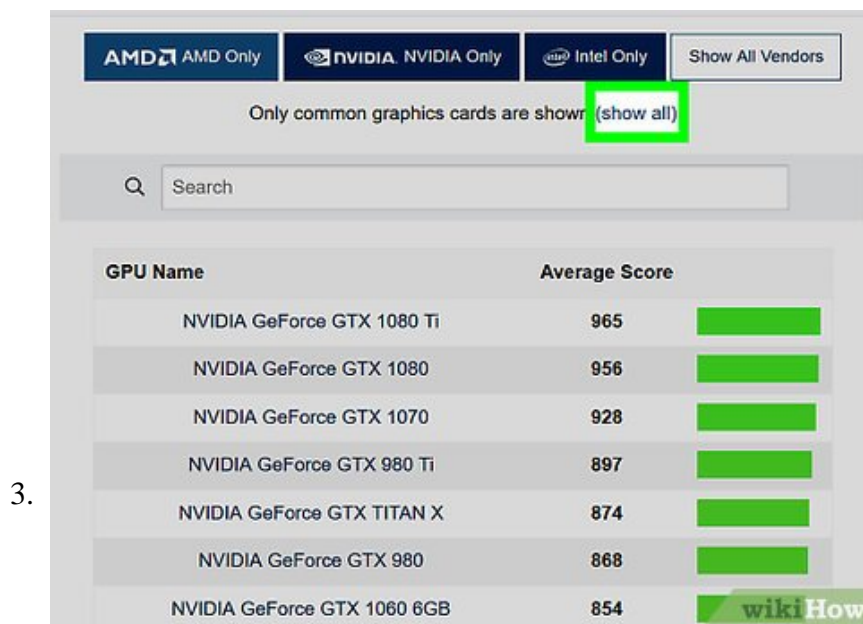 AMD AMD Only NVIDIA. NVIDIA Only intel Intel Only Show All Vendors
Only common graphics cards are shown (show all)
Search
GPU Name Average Score
NVIDIA GeForce GTX 1080 Ti 965
NVIDIA GeForce GTX 1080 956
NVIDIA GeForce GTX 1070 928
NVIDIA GeForce GTX 980 Ti 897
3.
NVIDIA GeForce GTX TITAN X 874
NVIDIA GeForce GTX 980 868
NVIDIA GeForce GTX 1060 6GB 854
wikiHow